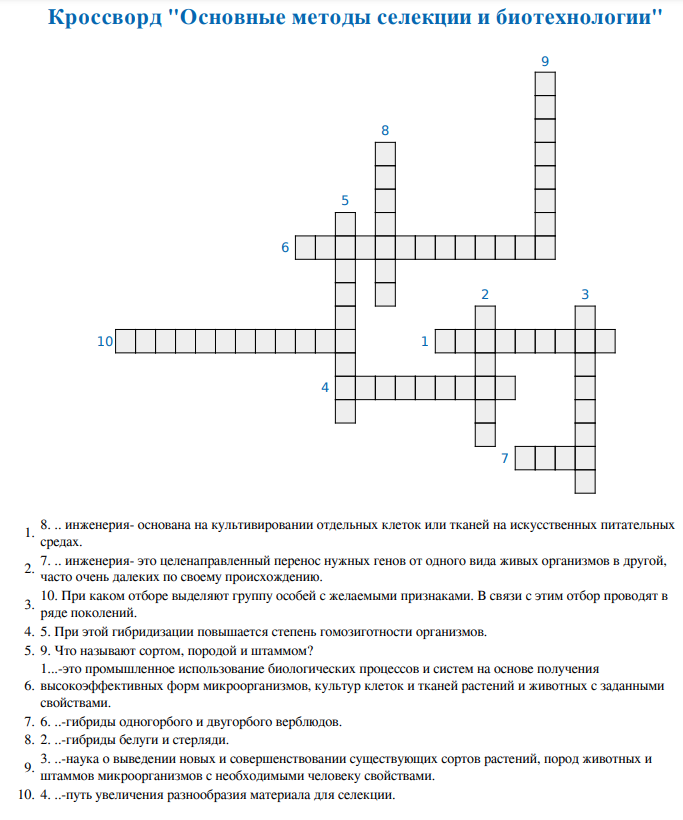 Кроссворд "Основные методы селекции и биотехнологии"
9
8
5
6
2
3
10
1
4
7
8. .. инженерия- основана на культивировании отдельных клеток или тканей на искусственных питательных
1.
средах.
7. .. инженерия- это целенаправленный перенос нужных генов от одного вида живых организмов в другой,
2.
часто очень далеких по своему происхождению.
10. При каком отборе выделяют группу особей с желаемыми признаками. В связи с этим отбор проводят в
3.
ряде поколений.
4. 5. При этой гибридизации повышается степень гомозиготности организмов.
5. 9. Что называют сортом, породой и штаммом?
1...-это промышленное использование биологических процессов и систем на основе получения
6. высокоэффективных форм микроорганизмов, культур клеток и тканей растений и животных с заданными
свойствами.
7. 6. ..-гибриды одногорбого и двугорбого верблюдов.
8. 2. ..-гибриды белуги и стерляди.
3. ..-наука о выведении новых и совершенствовании существующих сортов растений, пород животных и
9.
штаммов микроорганизмов с необходимыми человеку свойствами.
10. 4. ..-путь увеличения разнообразия материала для селекции.